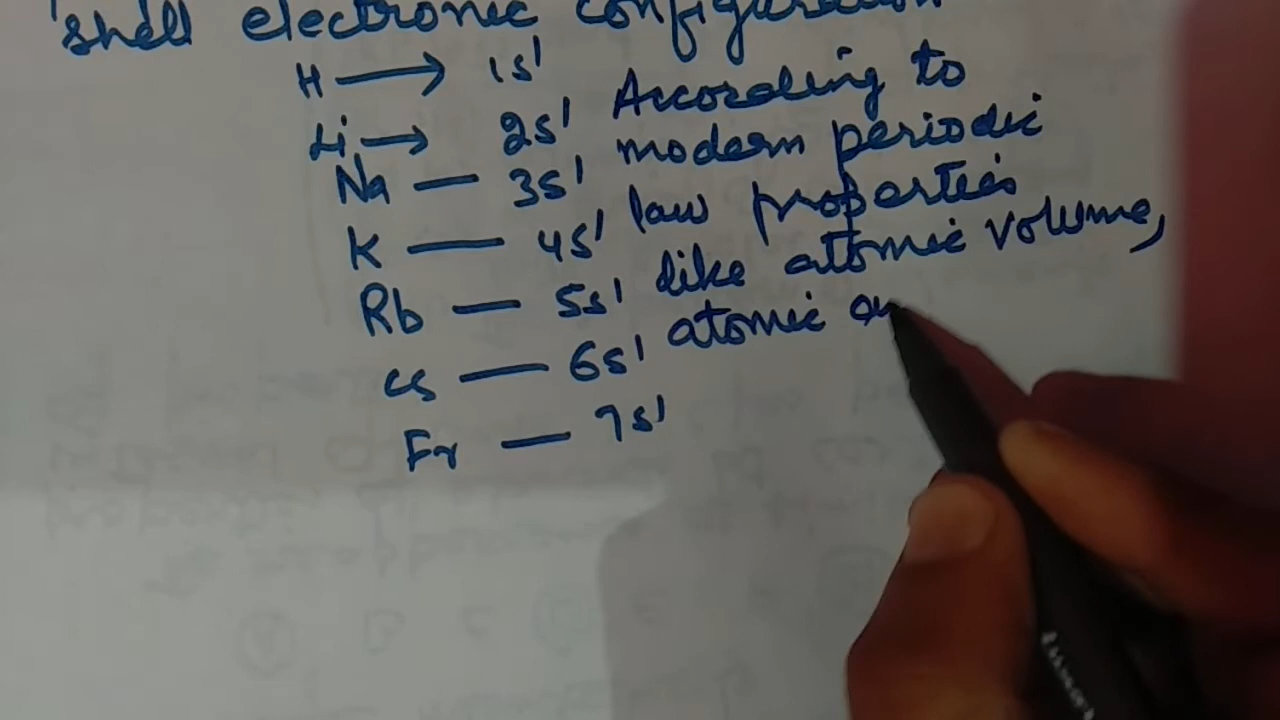 shell electronic configuration
H → 1s¹
Li → 2s¹ According to
Na — 3s¹ modern periodic
K — 4s¹ law properties
Rb — 5s¹ like atomic volume,
Cs — 6s¹ atomic
Fr — 7s¹